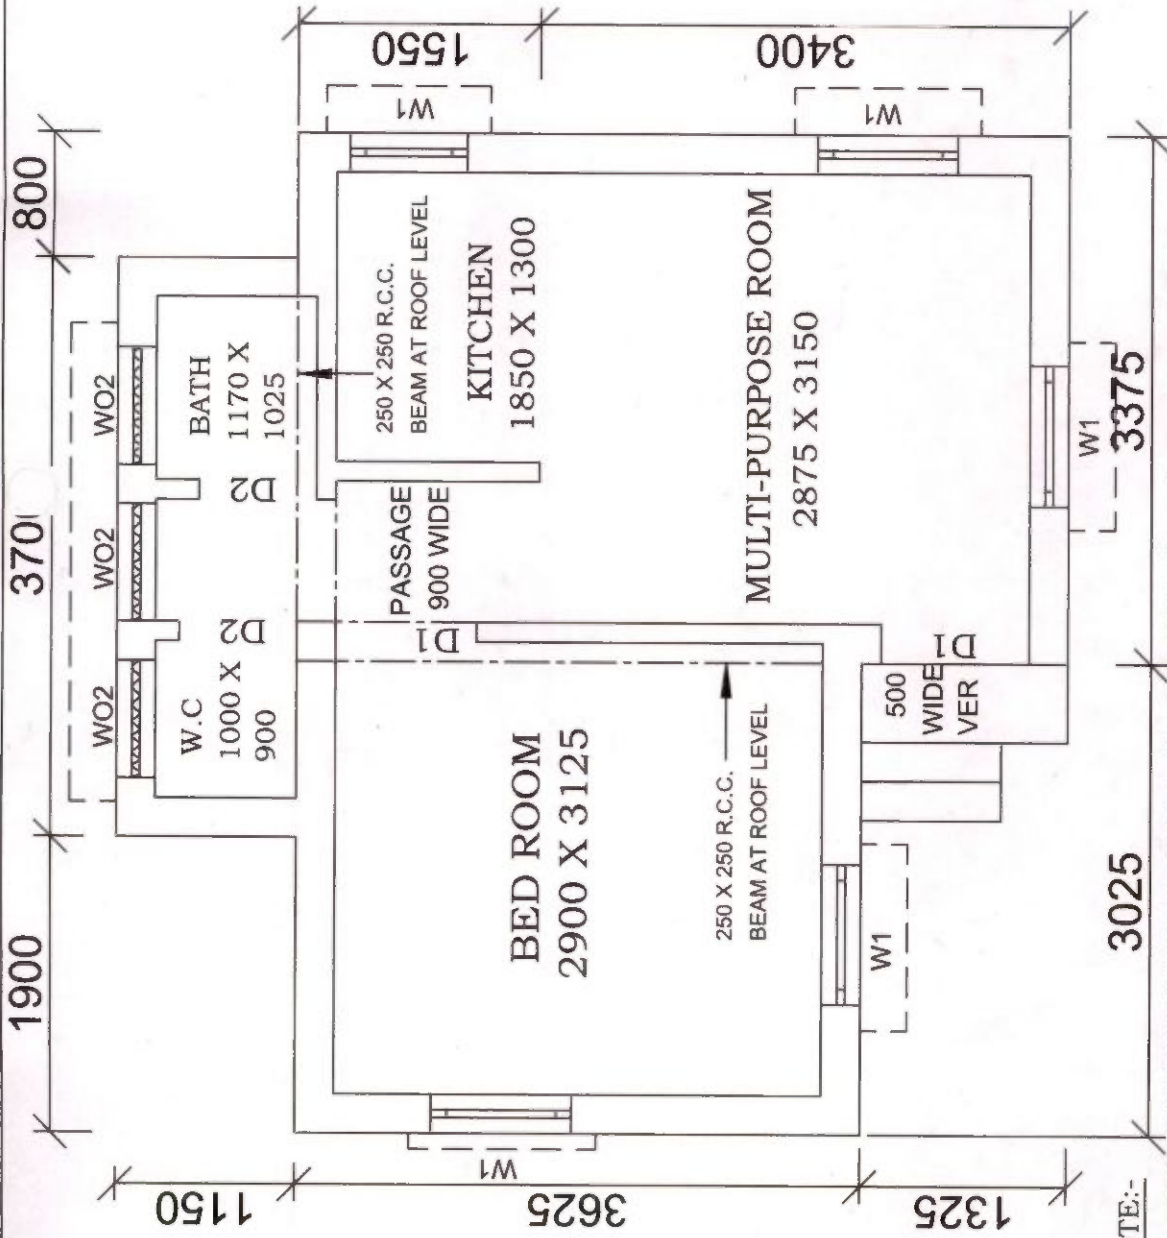 800
370
1900
1550
3400
1150
3625
1325
3375
3025
W1
W1
W1
W1
W1
WO2
WO2
WO2
BATH
1170 X
1025
D2
D2
W.C
1000 X
900
250 X 250 R.C.C.
BEAM AT ROOF LEVEL
KITCHEN
1850 X 1300
PASSAGE
900 WIDE
D1
MULTI-PURPOSE ROOM
2875 X 3150
D1
500
WIDE
VER
BED ROOM
2900 X 3125
250 X 250 R.C.C.
BEAM AT ROOF LEVEL
TE:-